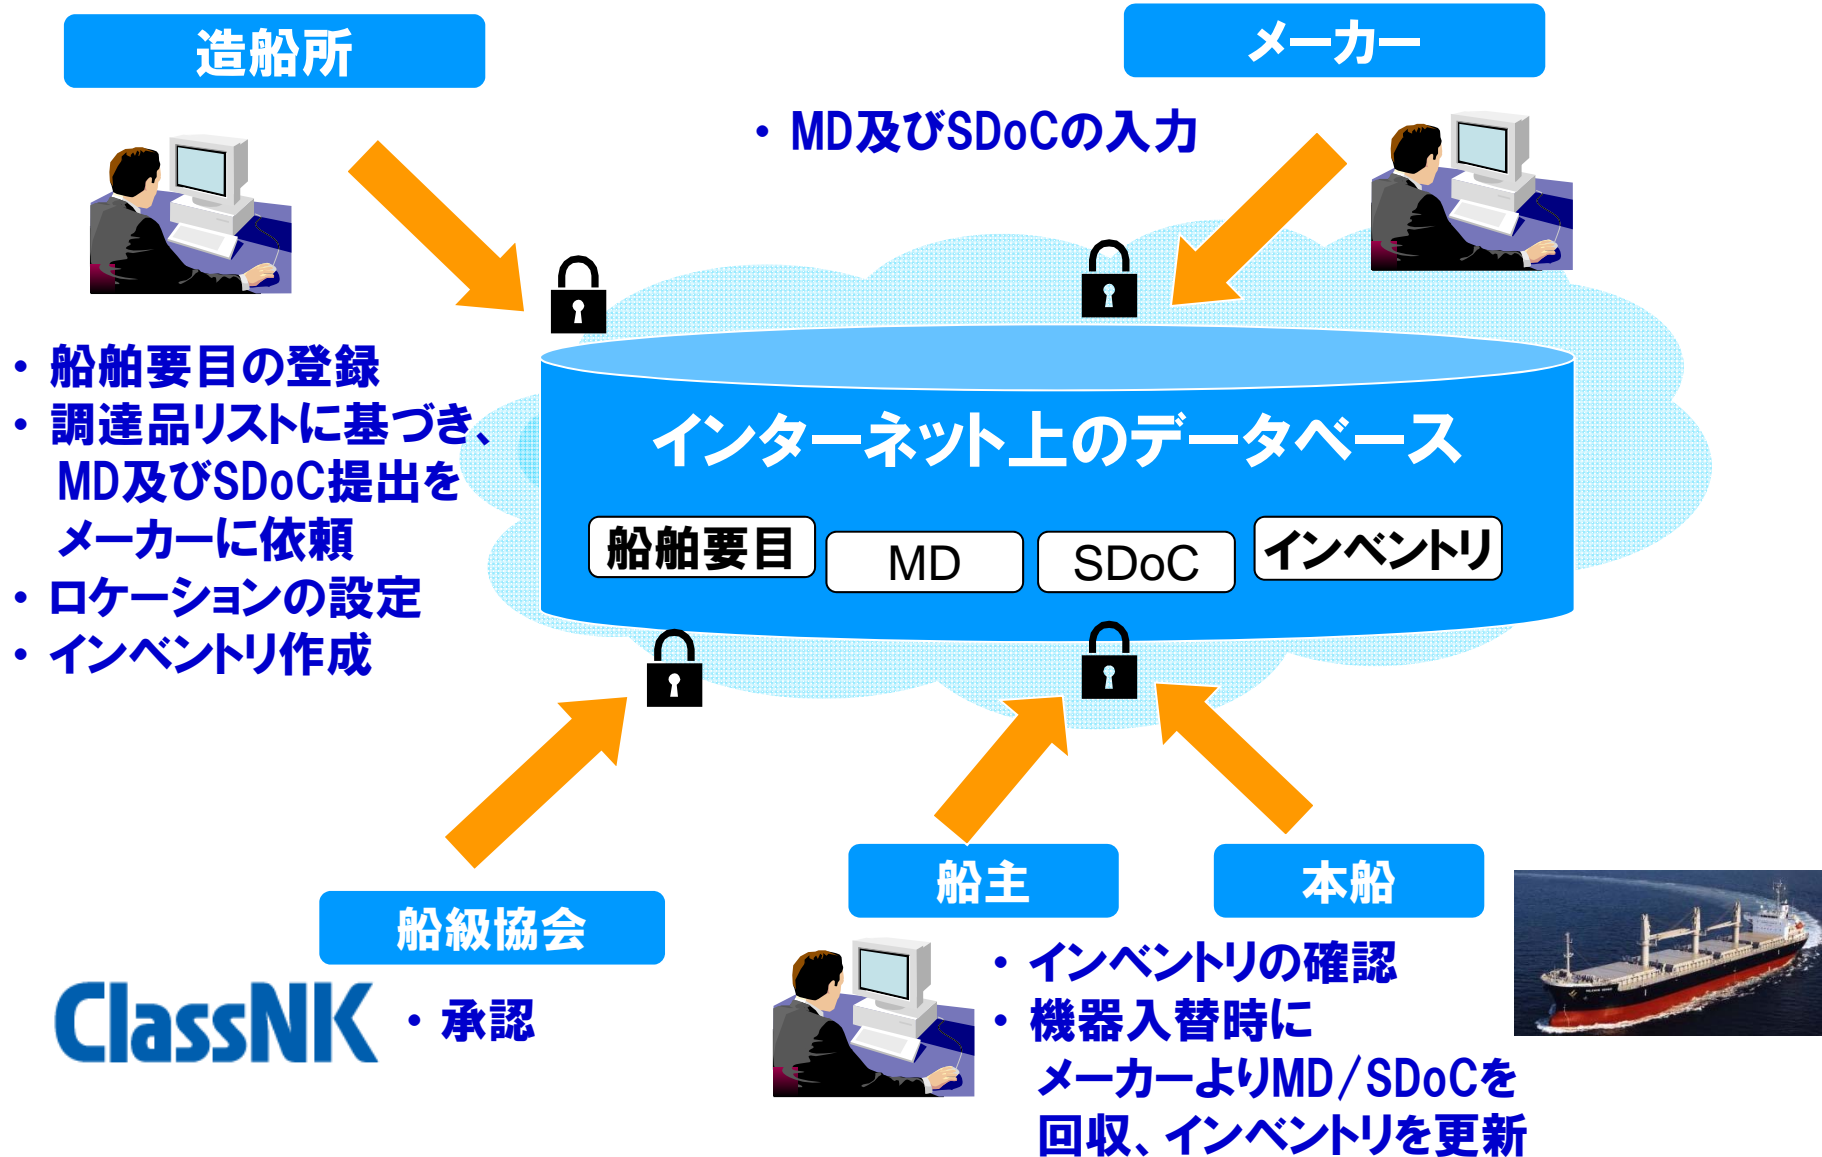 造船所
メーカー
・MD及びSDoCの入力
・船舶要目の登録
・調達品リストに基づき、
MD及びSDoC提出を
メーカーに依頼
・ロケーションの設定
・インベントリ作成
インターネット上のデータベース
船舶要目
MD
SDoC
インベントリ
船級協会
ClassNK
・承認
船主
本船
・インベントリの確認
・機器入替時に
メーカーよりMD/SDoCを
回収、インベントリを更新